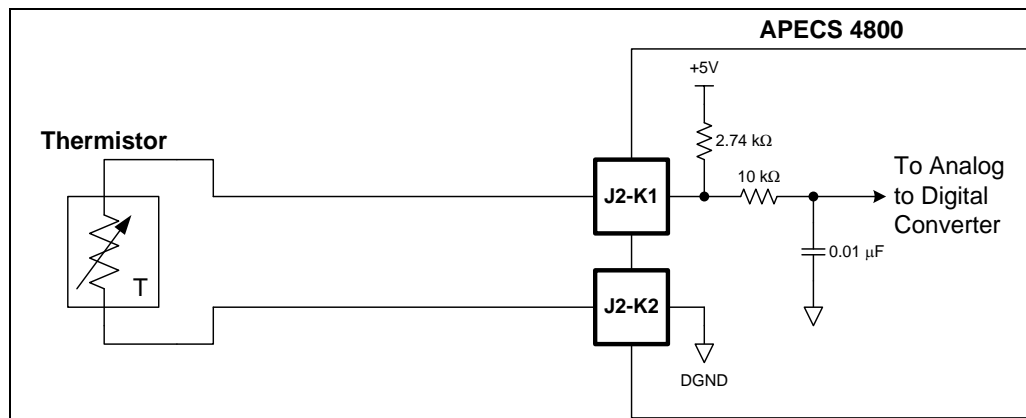 APECS 4800
+5V
Thermistor
2.74 kΩ
10 kΩ
To Analog
to Digital
Converter
J2-K1
0.01 μF
T
J2-K2
DGND